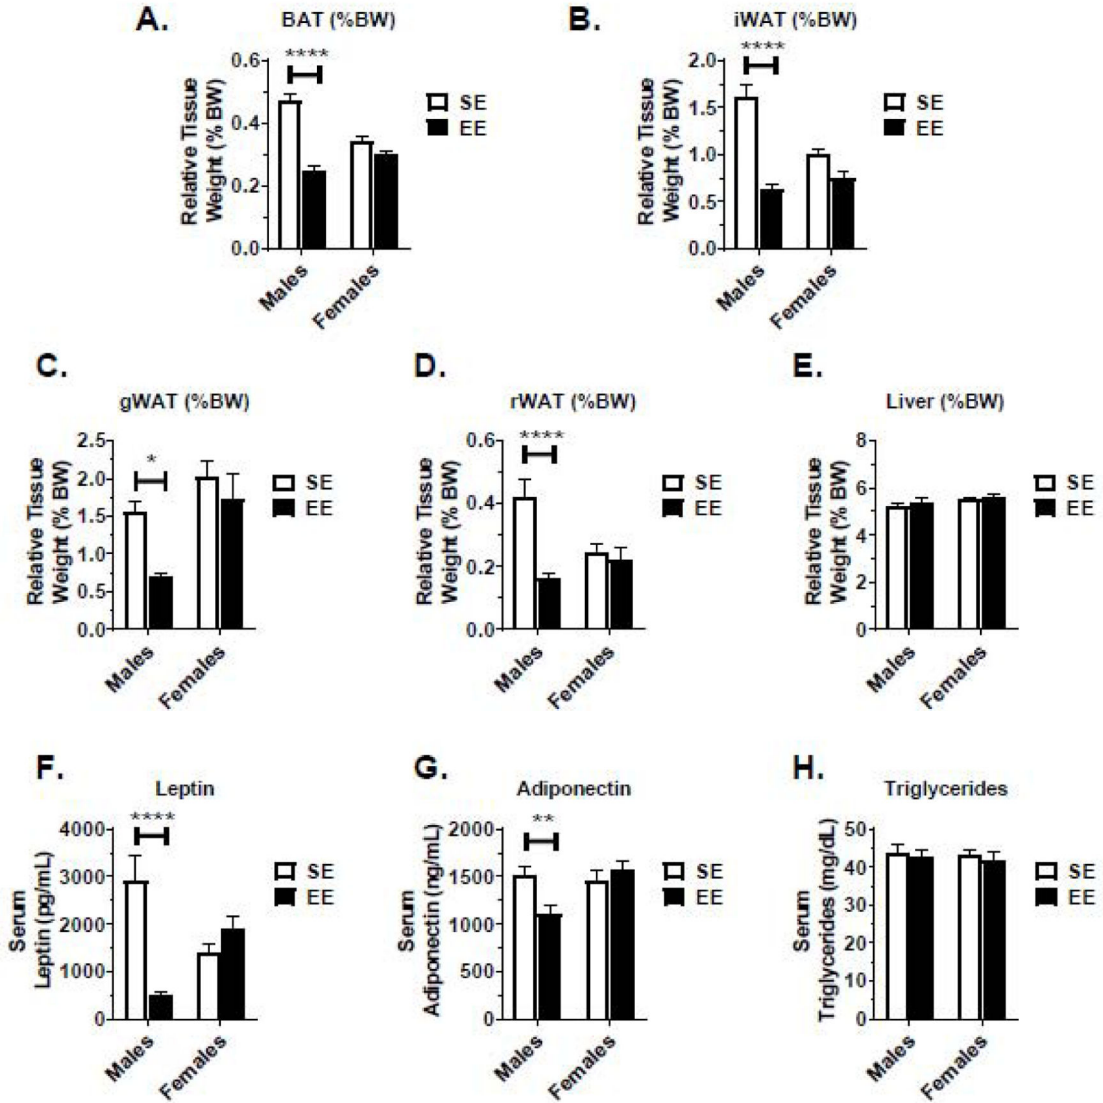 A.
BAT (%BW)
****
Relative Tissue
Weight (% BW)
0.6
0.4
0.2
0.0
Males
Females
SE
EE
B.
iWAT (%BW)
****
Relative Tissue
Weight (% BW)
2.0
1.5
1.0
0.5
0.0
Males
Females
SE
EE
C.
gWAT (%BW)
*
Relative Tissue
Weight (% BW)
2.5
2.0
1.5
1.0
0.5
0.0
Males
Females
SE
EE
D.
rWAT (%BW)
****
Relative Tissue
Weight (% BW)
0.6
0.4
0.2
0.0
Males
Females
SE
EE
E.
Liver (%BW)
Relative Tissue
Weight (% BW)
8
6
4
2
0
Males
Females
SE
EE
F.
Leptin
****
Serum
Leptin (pg/mL)
4000
3000
2000
1000
0
Males
Females
SE
EE
G.
Adiponectin
**
Serum
Adiponectin (ng/mL)
2000
1500
1000
500
0
Males
Females
SE
EE
H.
Triglycerides
Serum
Triglycerides (mg/dL)
50
40
30
20
10
0
Males
Females
SE
EE